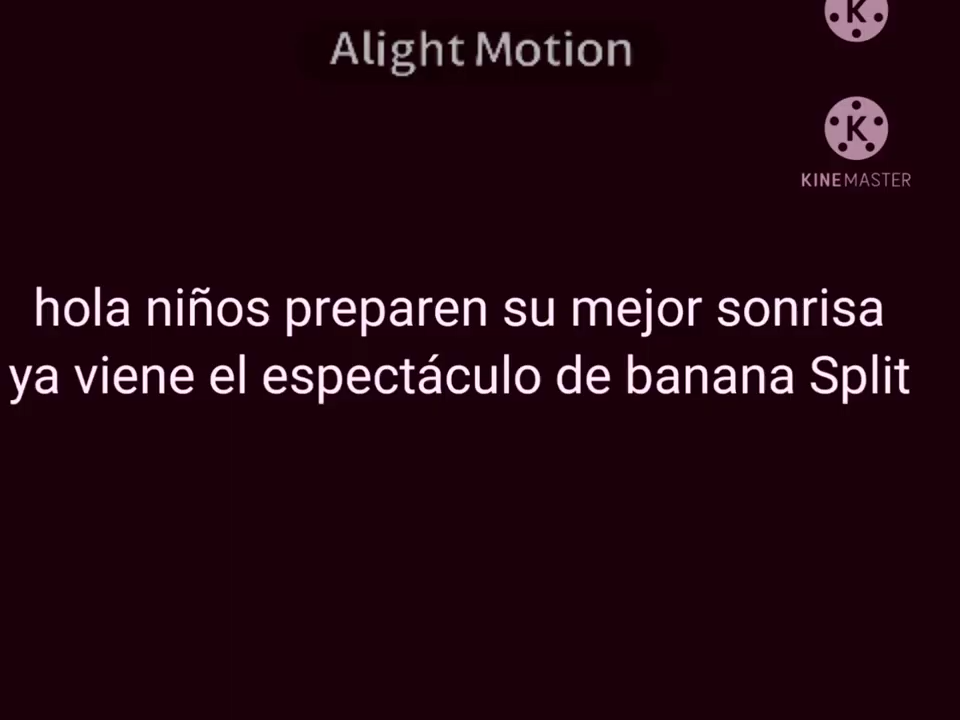 Alight Motion
K
K
KINEMASTER
hola niños preparen su mejor sonrisa
ya viene el espectáculo de banana Split